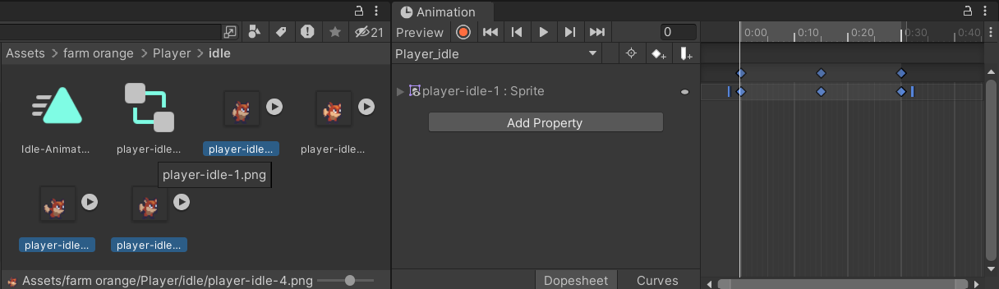 Animation
21
Preview
0
0:00
0:10
0:20
0:30
0:40
Assets > farm orange > Player > idle
Player_idle
player-idle-1 : Sprite
Add Property
Idle-Animat...
player-idle...
player-idle...
player-idle...
player-idle-1.png
player-idle...
player-idle...
Assets/farm orange/Player/idle/player-idle-4.png
Dopesheet
Curves